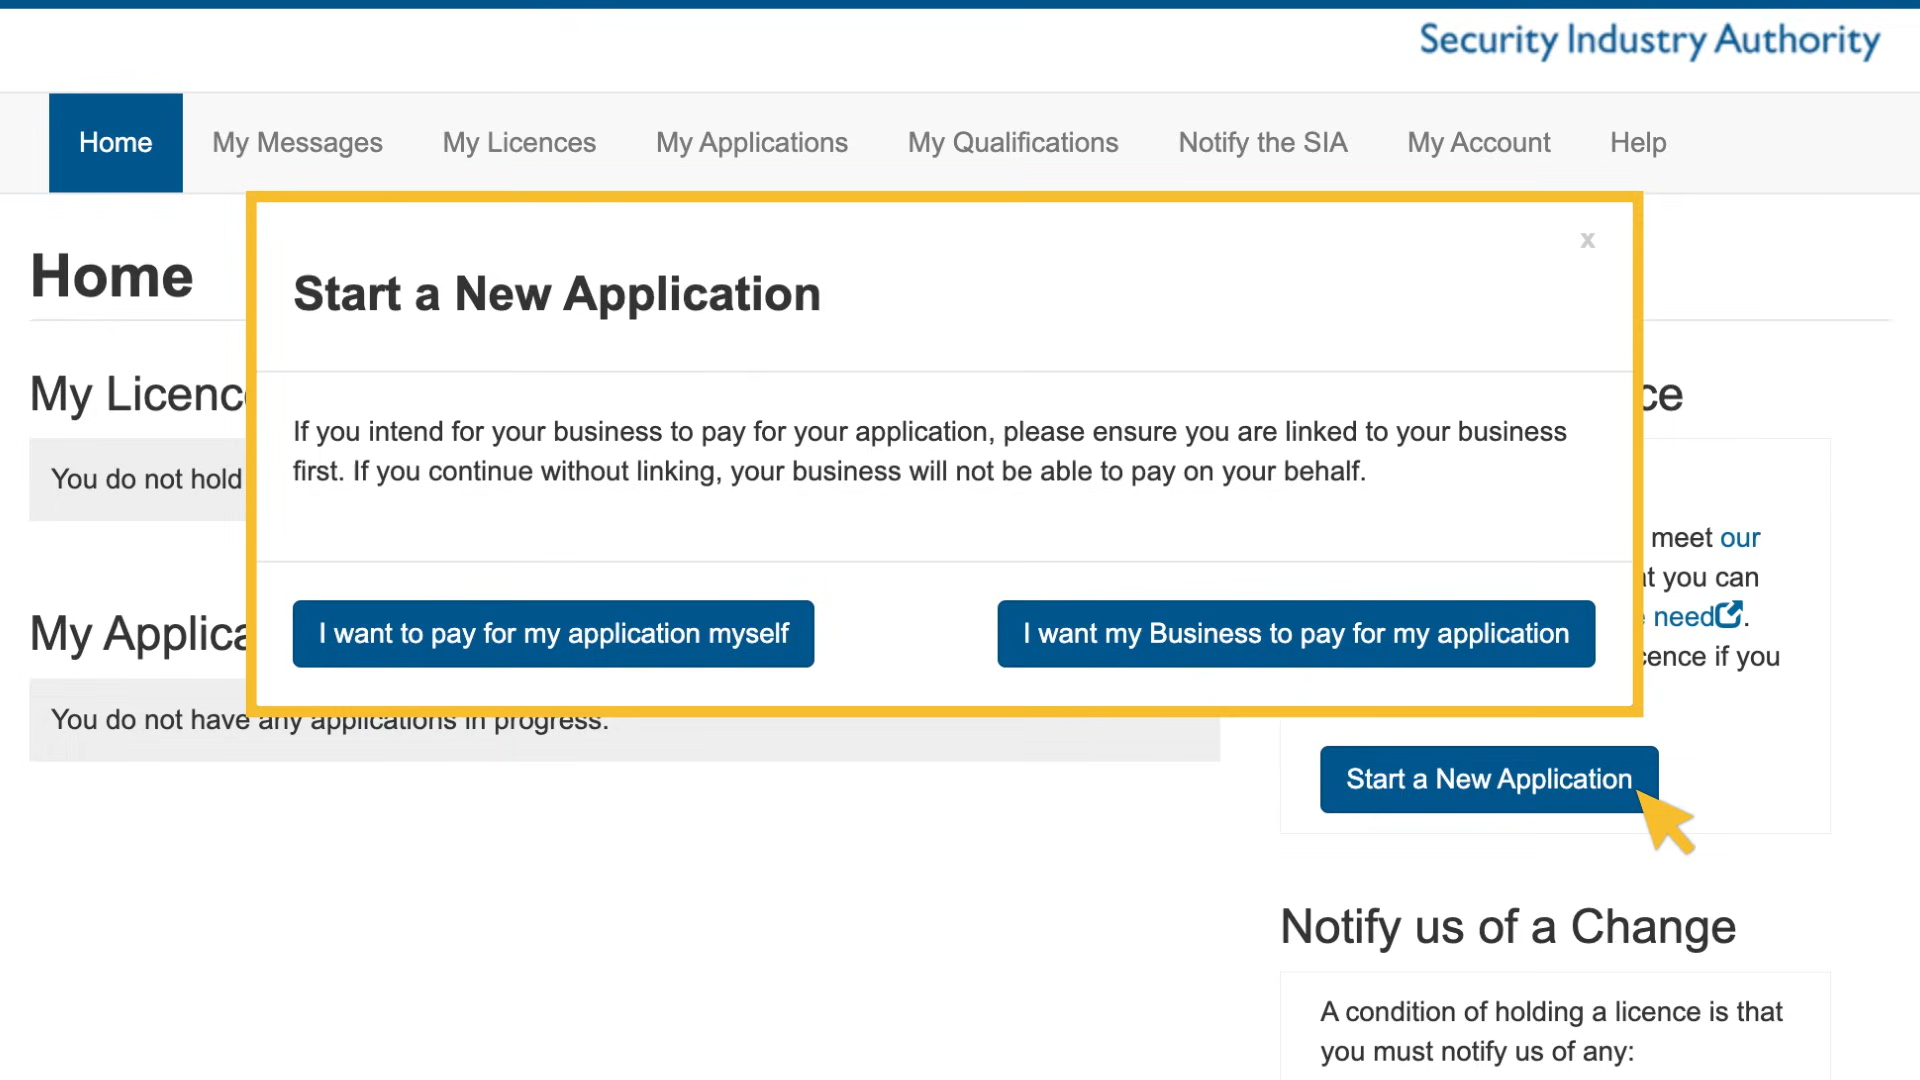 Security Industry Authority
Home
My Messages
My Licences
My Applications
My Qualifications
Notify the SIA
My Account
Help
Home
x
Start a New Application
My
If you intend for your business to pay for your application, please ensure you are linked to your business
first. If you continue without linking, your business will not be able to pay on your behalf.
You do not hold
My
I want to pay for my application myself
I want my Business to pay for my application
meet our
you can
need.
if you
You do not have any applications in progress.
Start a New Application
Notify us of a Change
A condition of holding a licence is that
you must notify us of any: